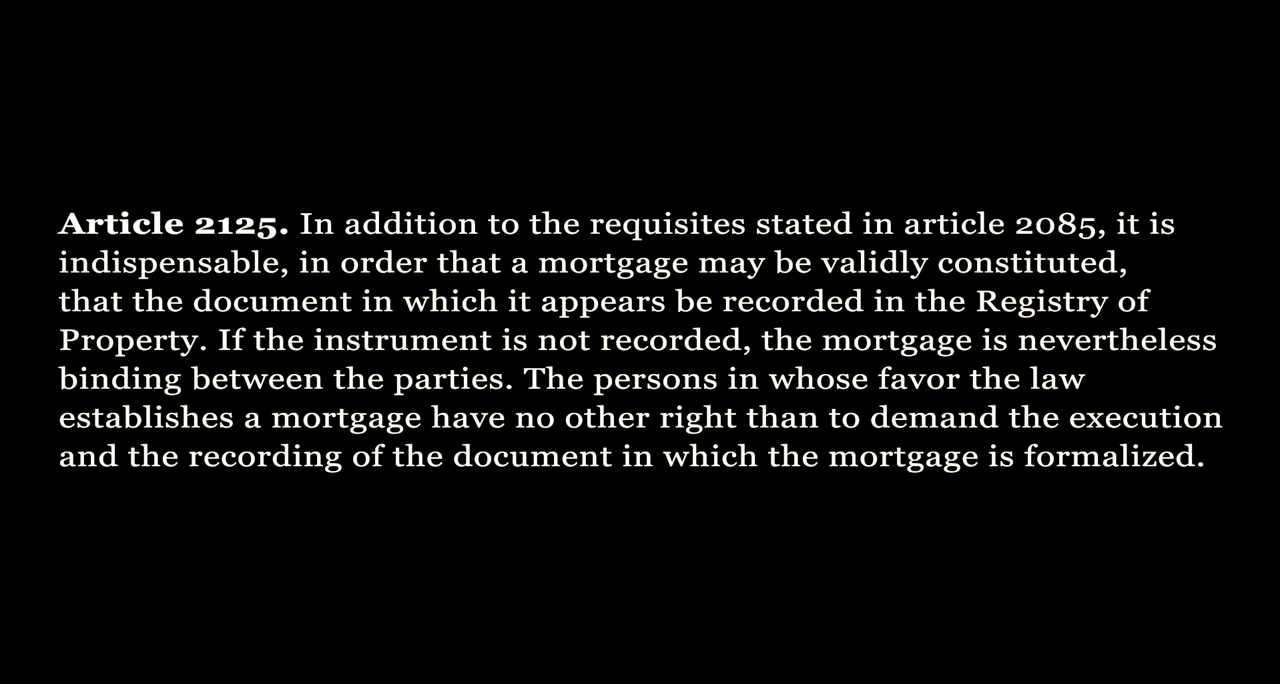 Article 2125. In addition to the requisites stated in article 2085, it is
indispensable, in order that a mortgage may be validly constituted,
that the document in which it appears be recorded in the Registry of
Property. If the instrument is not recorded, the mortgage is nevertheless
binding between the parties. The persons in whose favor the law
establishes a mortgage have no other right than to demand the execution
and the recording of the document in which the mortgage is formalized.